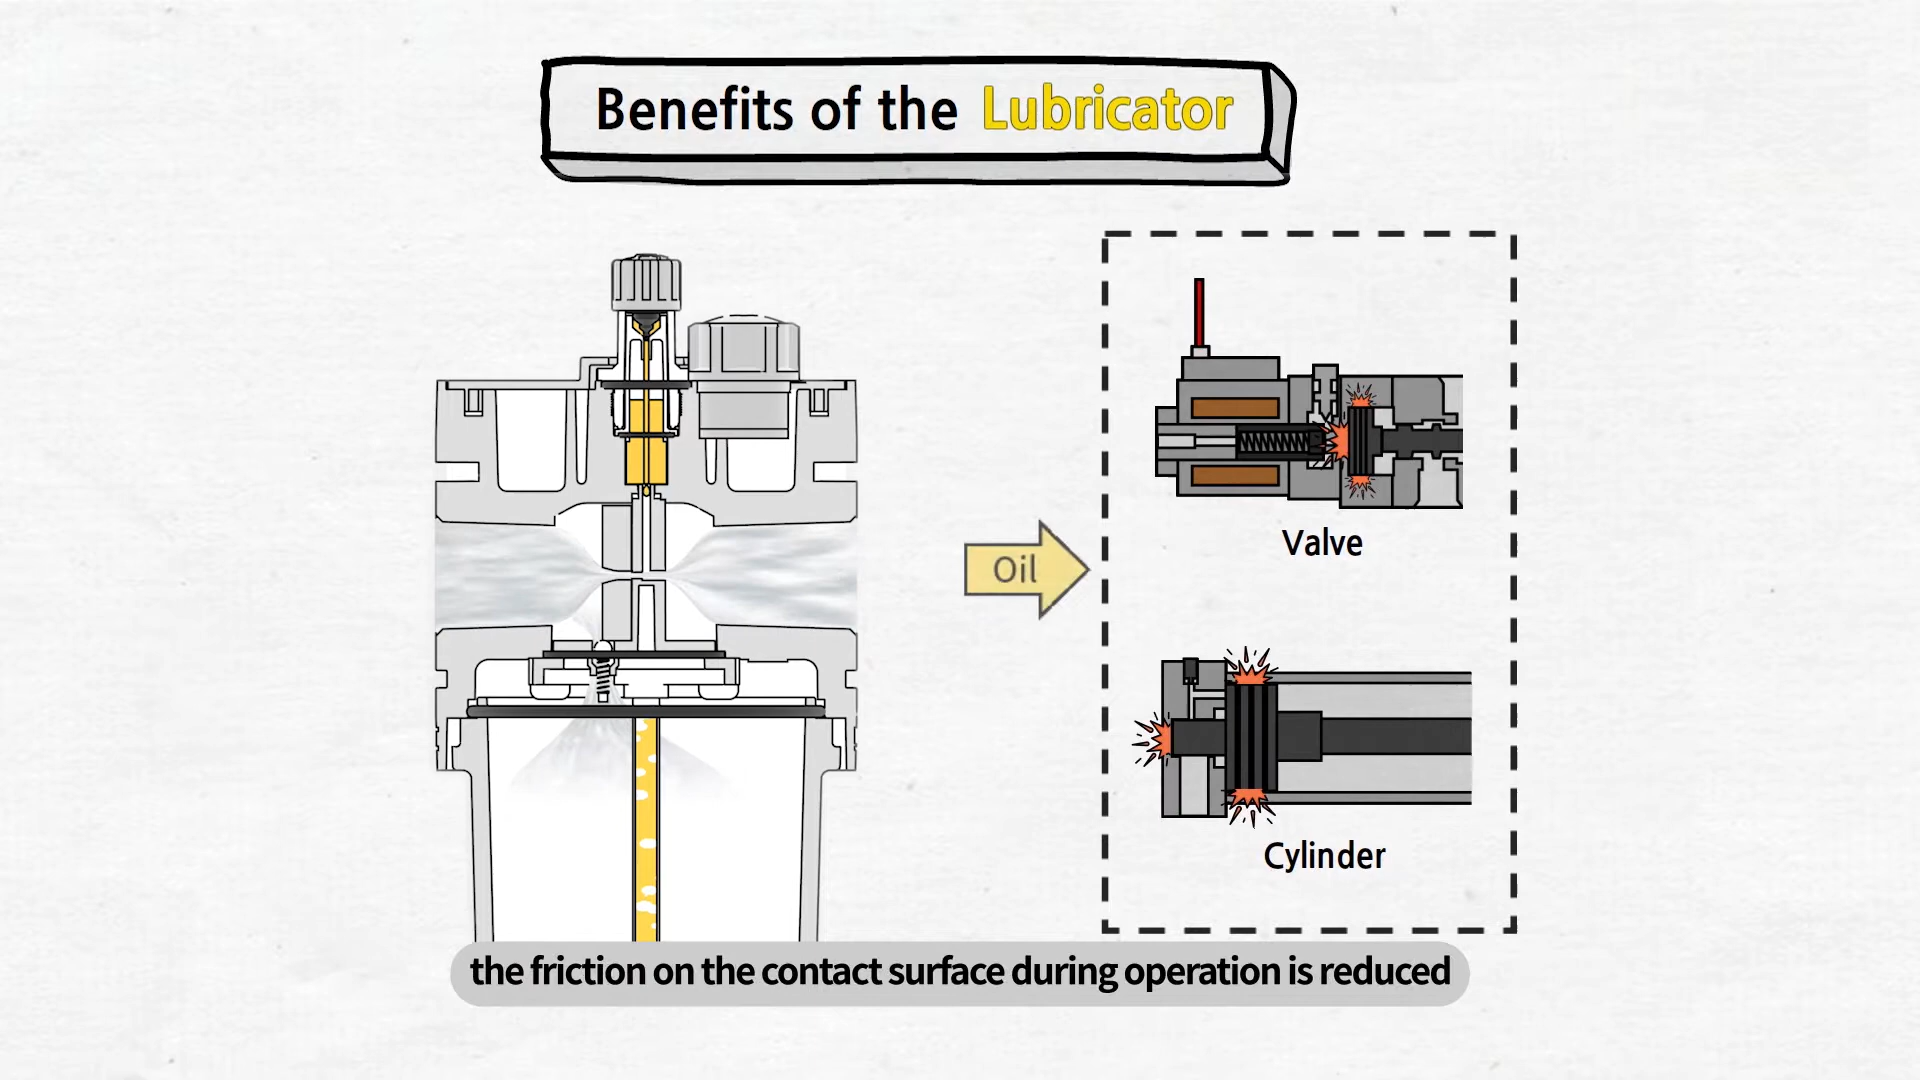 Benefits of the Lubricator
Oil
Valve
Cylinder
the friction on the contact surface during operation is reduced